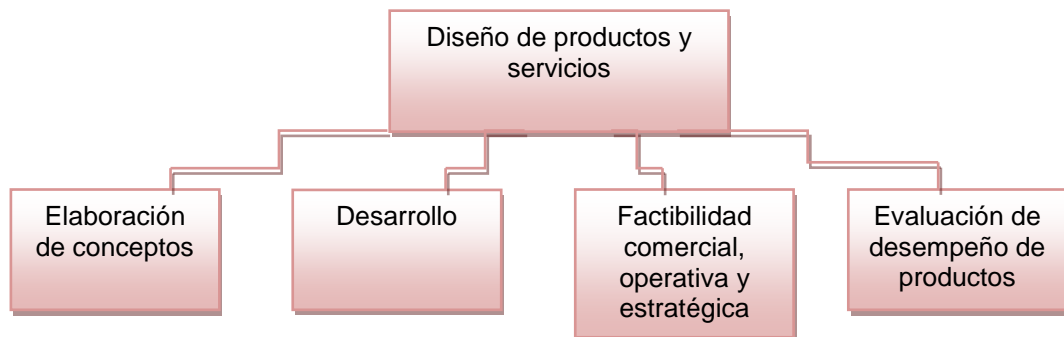 Diseño de productos y
servicios
Elaboración
de conceptos
Desarrollo
Factibilidad
comercial,
operativa y
estratégica
Evaluación de
desempeño de
productos